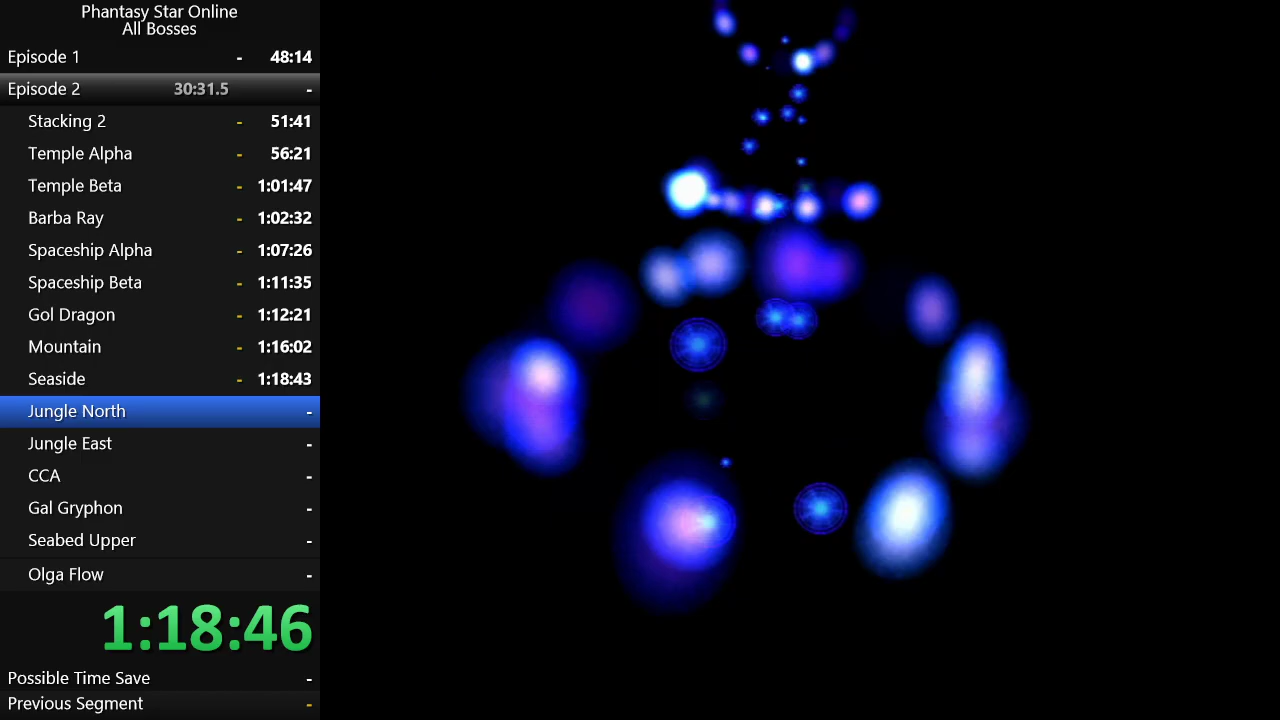 Phantasy Star Online
All Bosses
Episode 1 - 48:14
Episode 2 30:31.5 -
Stacking 2 - 51:41
Temple Alpha - 56:21
Temple Beta - 1:01:47
Barba Ray - 1:02:32
Spaceship Alpha - 1:07:26
Spaceship Beta - 1:11:35
Gol Dragon - 1:12:21
Mountain - 1:16:02
Seaside - 1:18:43
Jungle North -
Jungle East -
CCA -
Gal Gryphon -
Seabed Upper -
Olga Flow -
1:18:46
Possible Time Save -
Previous Segment -